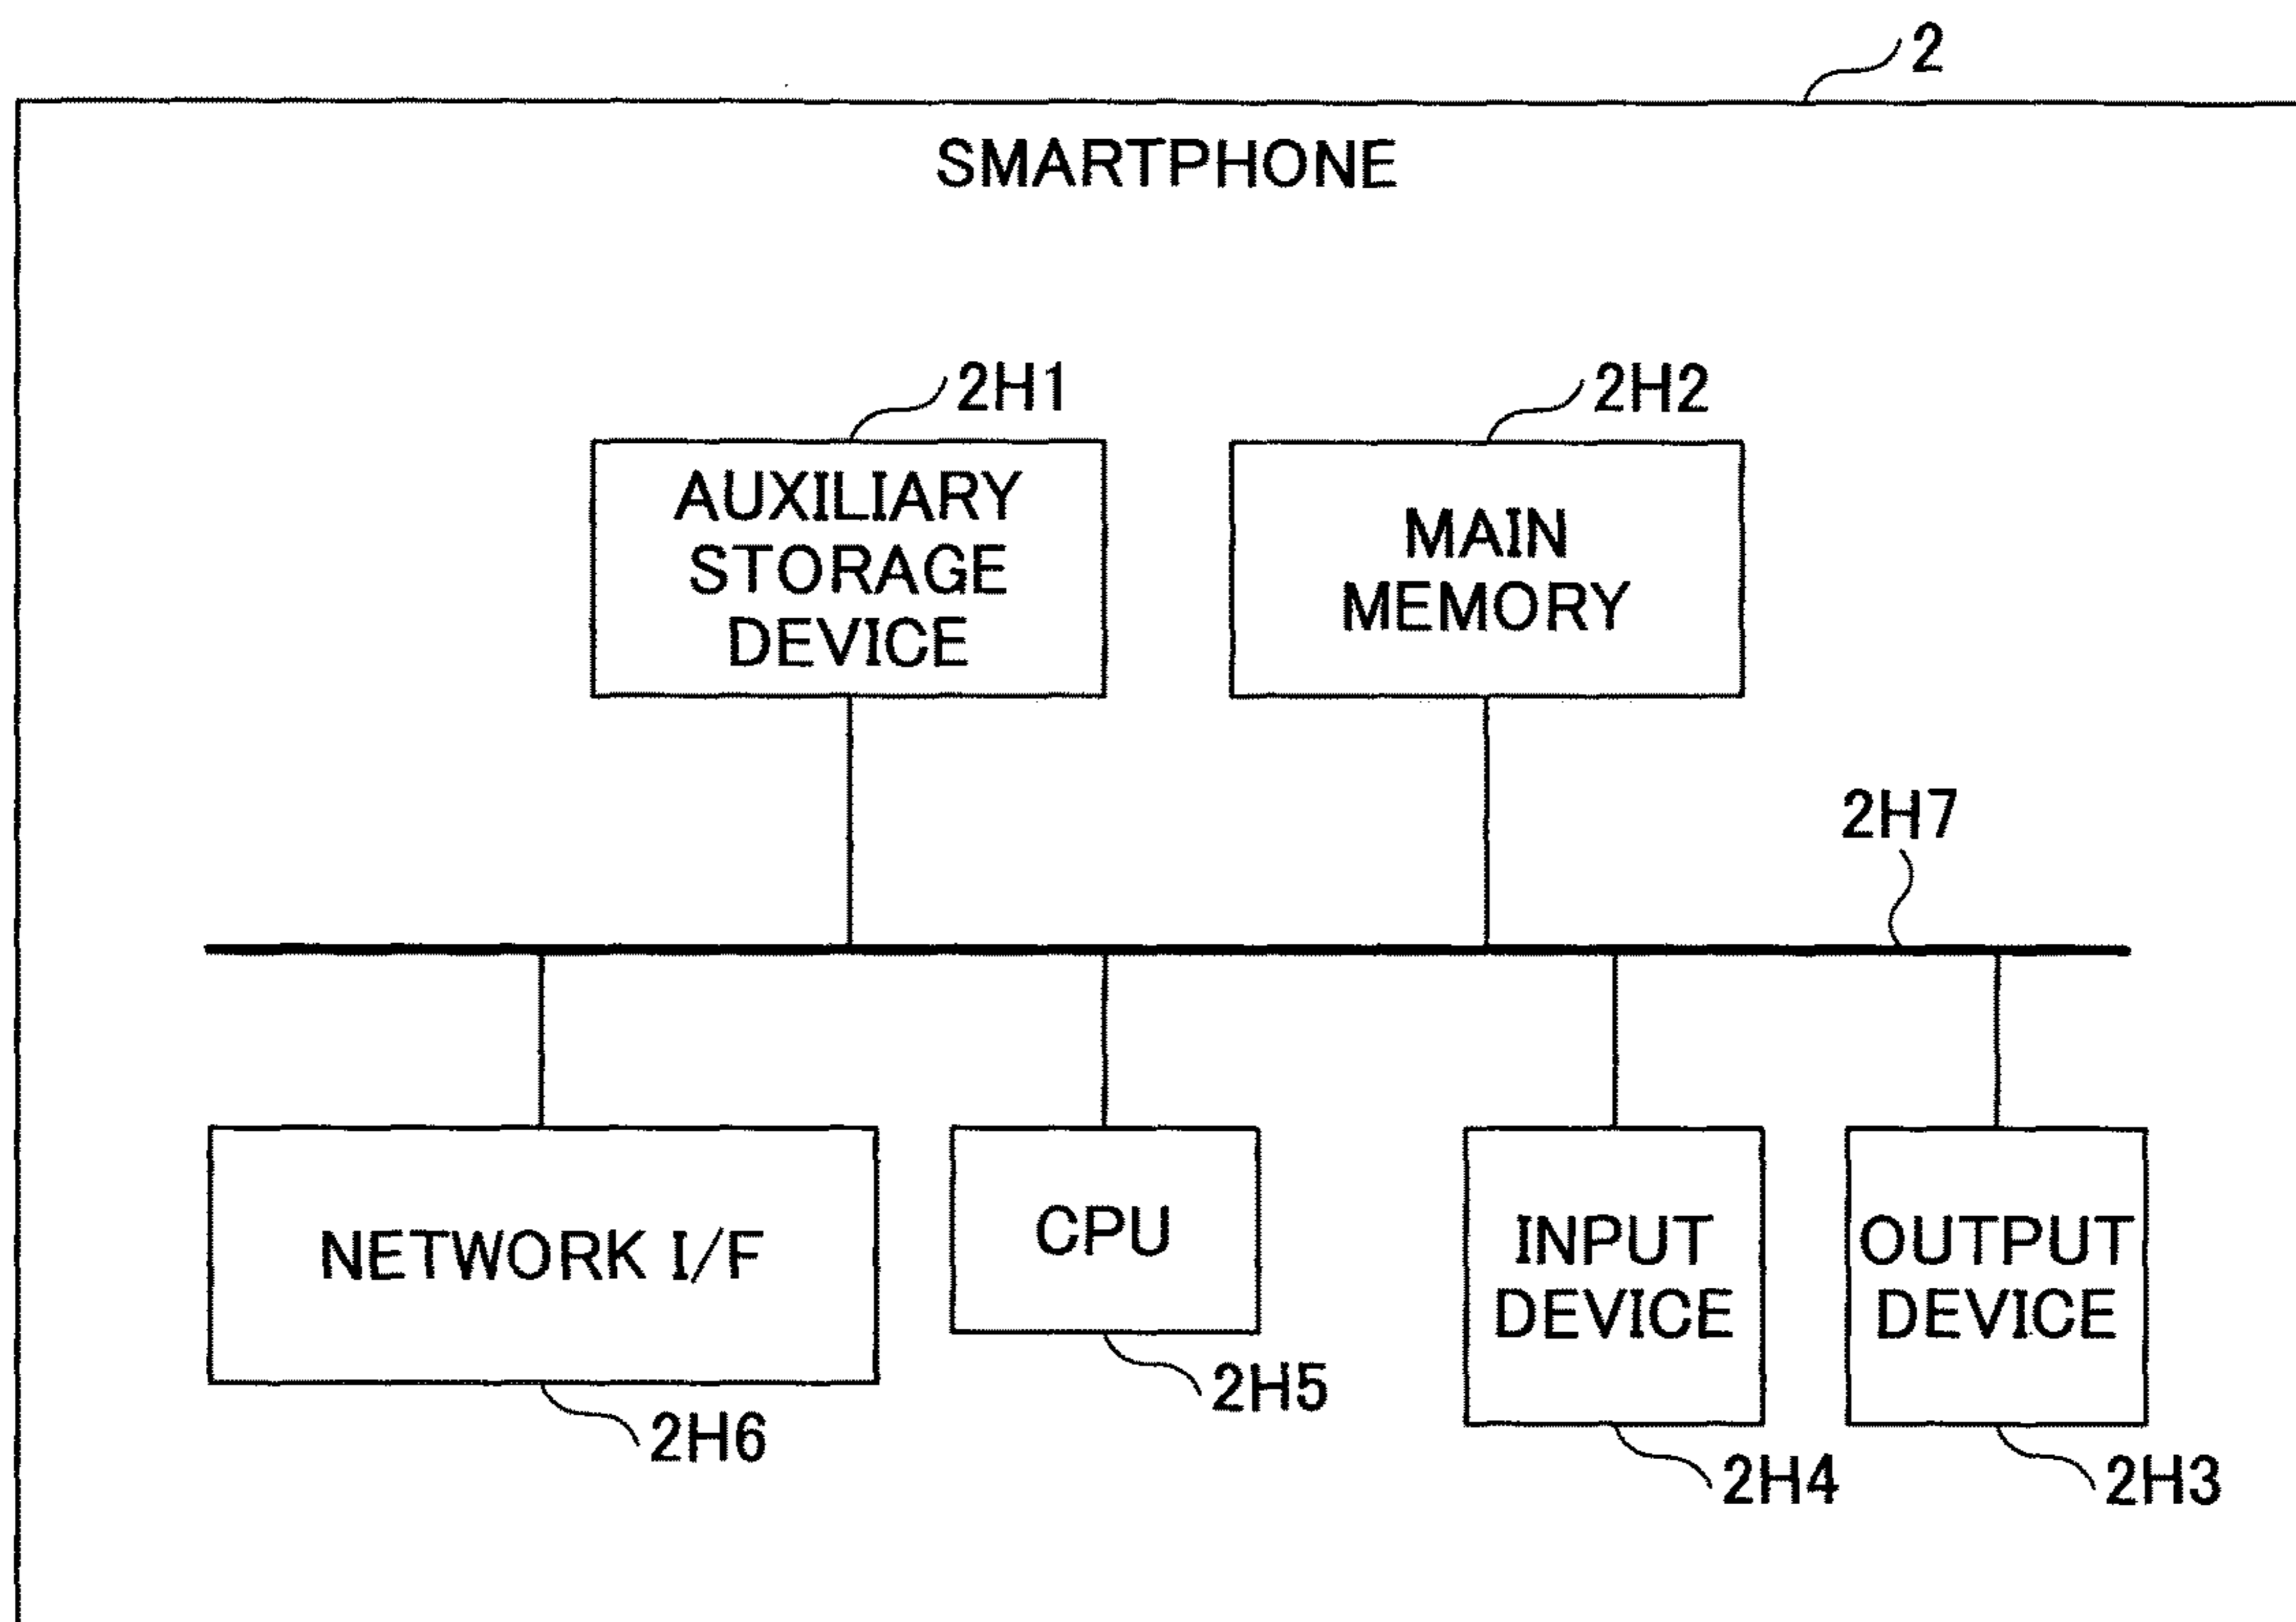 2
SMARTPHONE
2H1
2H2
AUXILIARY
STORAGE
DEVICE
MAIN
MEMORY
2H7
NETWORK I/F
CPU
INPUT
DEVICE
OUTPUT
DEVICE
2H6
2H5
2H4
2H3